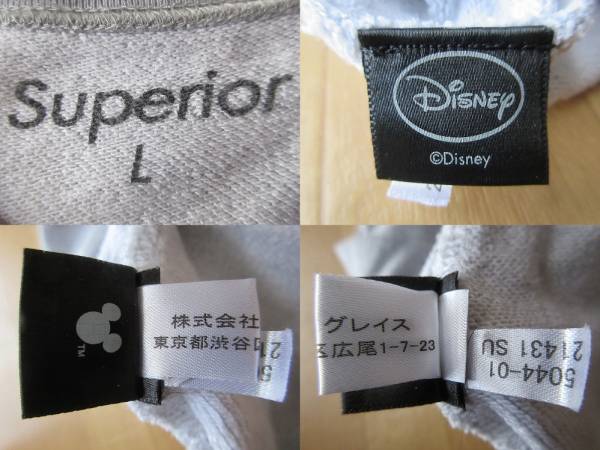 Superior
L
Disney
©Disney
TM
株式会社
東京都渋谷
グレイス
区広尾1-7-23
5044-01
21431 SU